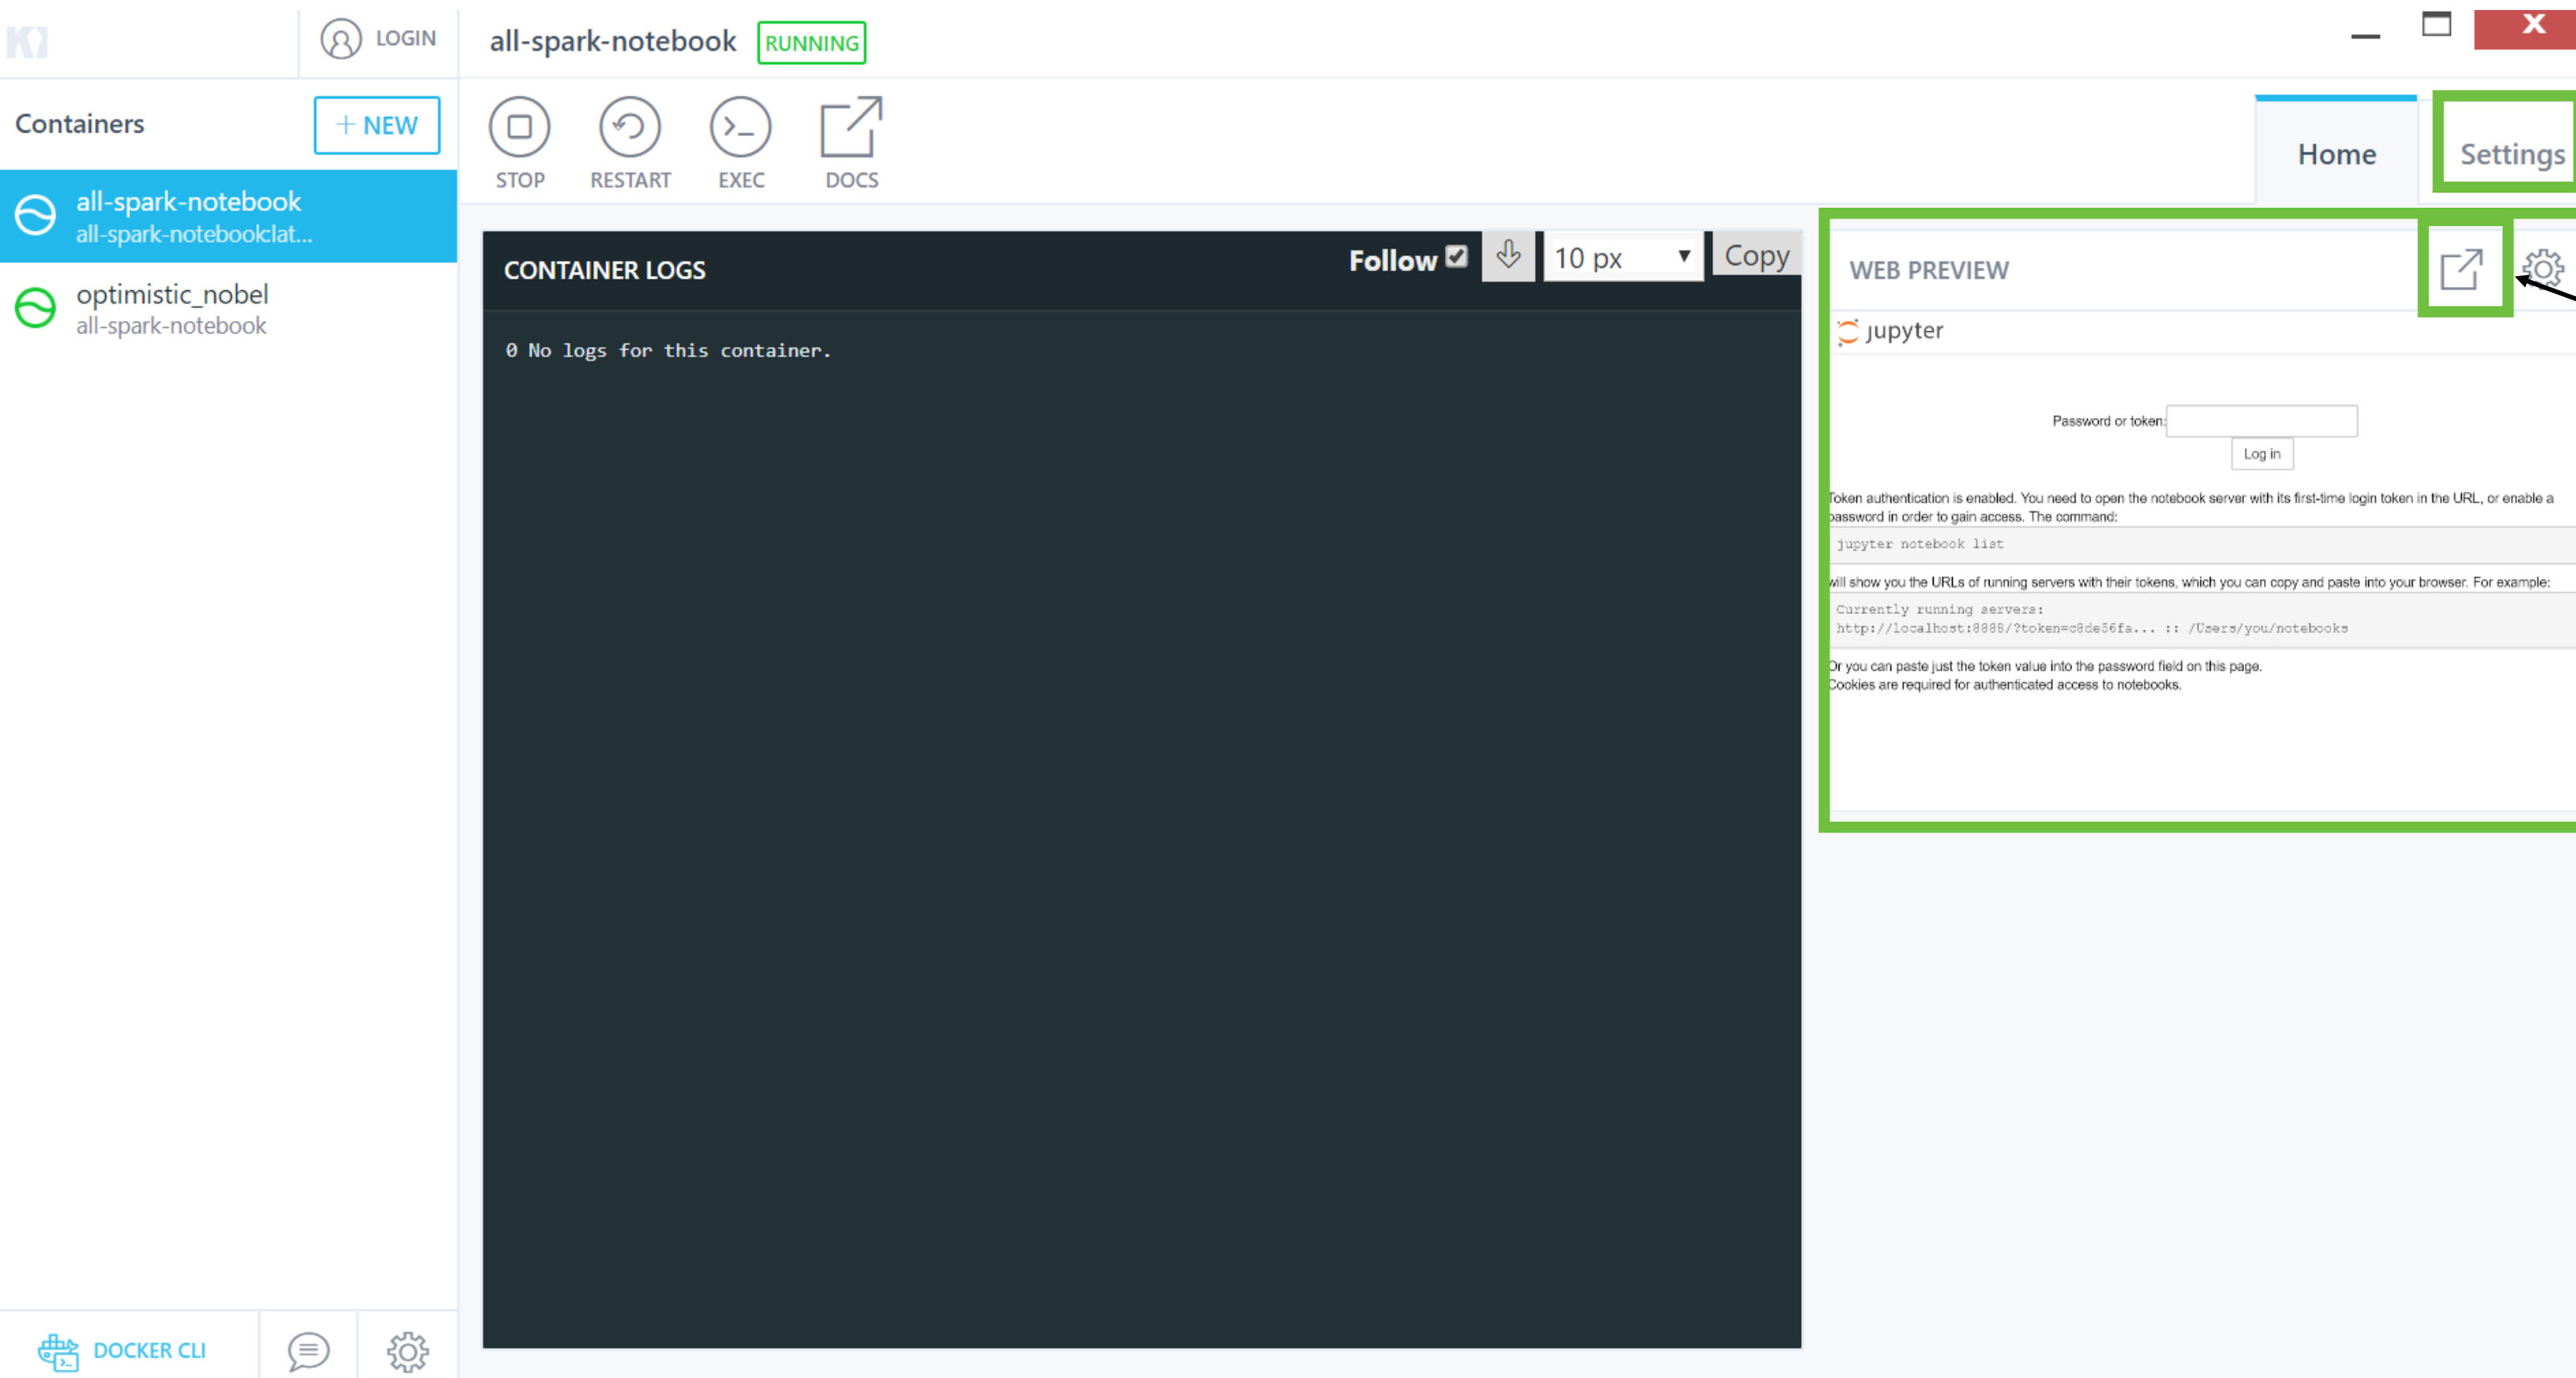 LOGIN
all-spark-notebook RUNNING
X
Containers
+ NEW
STOP RESTART EXEC DOCS
Home Settings
all-spark-notebook
all-spark-notebook:lat...
optimistic_nobel
all-spark-notebook
CONTAINER LOGS Follow 10 px Copy
0 No logs for this container.
WEB PREVIEW
jupyter
Password or token:
Log in
Token authentication is enabled. You need to open the notebook server with its first-time login token in the URL, or enable a
password in order to gain access. The command:
jupyter notebook list
will show you the URLs of running servers with their tokens, which you can copy and paste into your browser. For example:
Currently running servers:
http://localhost:8888/?token=c8de56fa... :: /Users/you/notebooks
Or you can paste just the token value into the password field on this page.
Cookies are required for authenticated access to notebooks.
DOCKER CLI